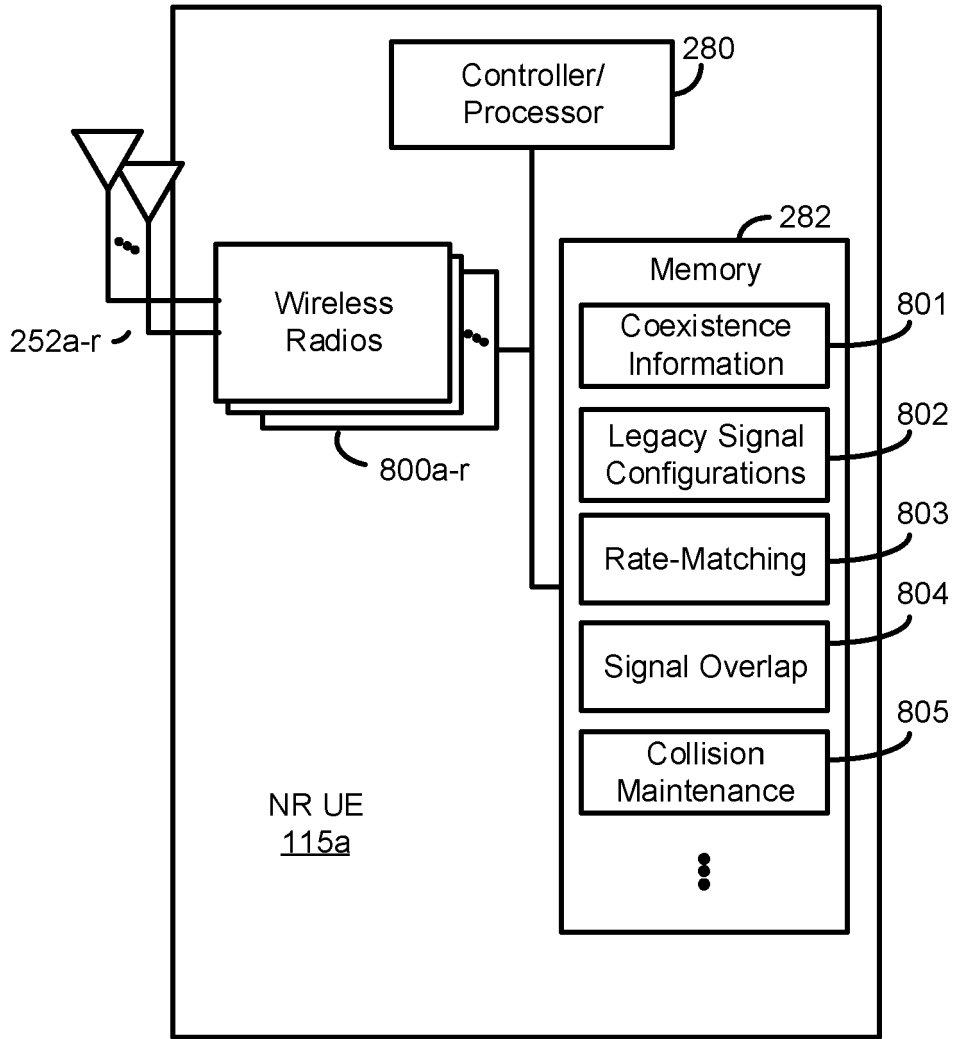 Controller/
Processor
280
282
Memory
Wireless
Radios
252a-r
800a-r
Coexistence
Information
801
Legacy Signal
Configurations
802
Rate-Matching
803
Signal Overlap
804
Collision
Maintenance
805
NR UE
115a